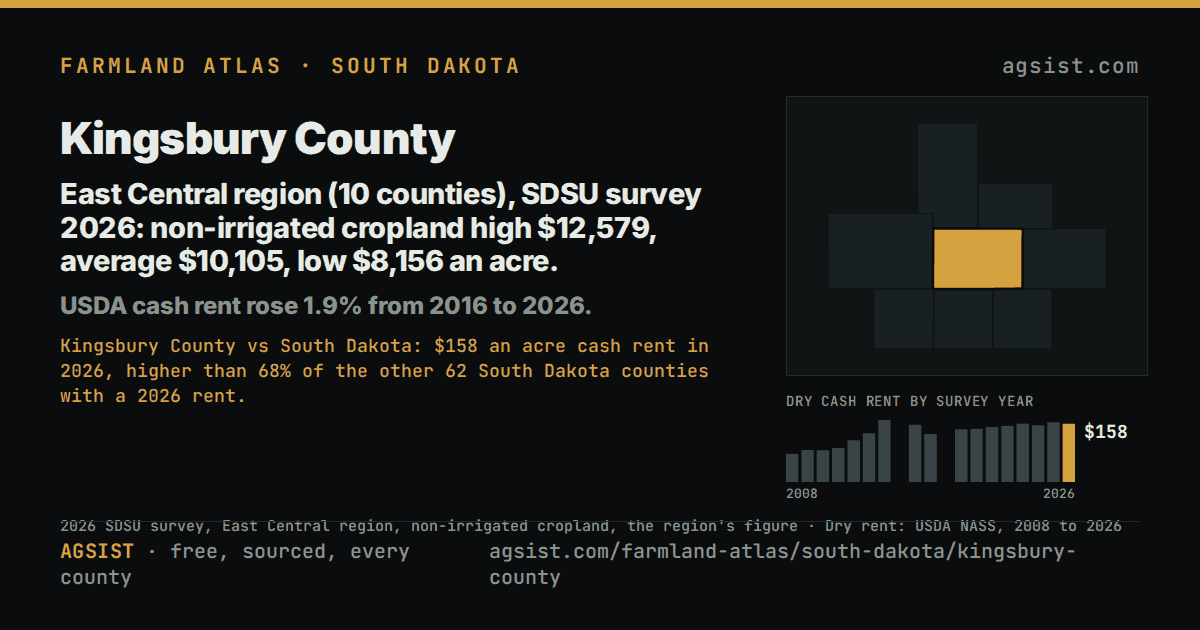 FARMLAND ATLAS · SOUTH DAKOTA
agsist.com
Kingsbury County
East Central region (10 counties), SDSU survey
2026: non-irrigated cropland high $12,579,
average $10,105, low $8,156 an acre.
USDA cash rent rose 1.9% from 2016 to 2026.
Kingsbury County vs South Dakota: $158 an acre cash rent in
2026, higher than 68% of the other 62 South Dakota counties
with a 2026 rent.
DRY CASH RENT BY SURVEY YEAR
$158
2008
2026
2026 SDSU survey, East Central region, non-irrigated cropland, the region's figure · Dry rent: USDA NASS, 2008 to 2026
AGSIST · free, sourced, every
county
agsist.com/farmland-atlas/south-dakota/kingsbury-
county